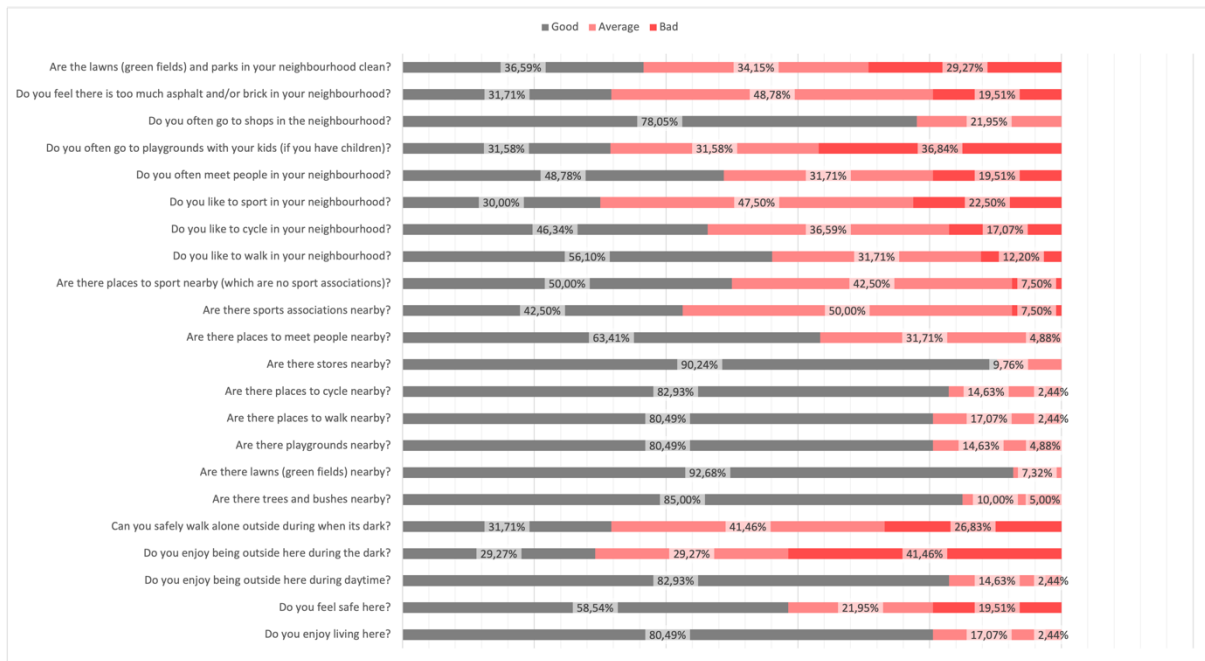 Good Average Bad
Are the lawns (green fields) and parks in your neighbourhood clean? 36,59% 34,15% 29,27%
Do you feel there is too much asphalt and/or brick in your neighbourhood? 31,71% 48,78% 19,51%
Do you often go to shops in the neighbourhood? 78,05% 21,95%
Do you often go to playgrounds with your kids (if you have children)? 31,58% 31,58% 36,84%
Do you often meet people in your neighbourhood? 48,78% 31,71% 19,51%
Do you like to sport in your neighbourhood? 30,00% 47,50% 22,50%
Do you like to cycle in your neighbourhood? 46,34% 36,59% 17,07%
Do you like to walk in your neighbourhood? 56,10% 31,71% 12,20%
Are there places to sport nearby (which are no sport associations)? 50,00% 42,50% 7,50%
Are there sports associations nearby? 42,50% 50,00% 7,50%
Are there places to meet people nearby? 63,41% 31,71% 4,88%
Are there stores nearby? 90,24% 9,76%
Are there places to cycle nearby? 82,93% 14,63% 2,44%
Are there places to walk nearby? 80,49% 17,07% 2,44%
Are there playgrounds nearby? 80,49% 14,63% 4,88%
Are there lawns (green fields) nearby? 92,68% 7,32%
Are there trees and bushes nearby? 85,00% 10,00% 5,00%
Can you safely walk alone outside during when its dark? 31,71% 41,46% 26,83%
Do you enjoy being outside here during the dark? 29,27% 29,27% 41,46%
Do you enjoy being outside here during daytime? 82,93% 14,63% 2,44%
Do you feel safe here? 58,54% 21,95% 19,51%
Do you enjoy living here? 80,49% 17,07% 2,44%